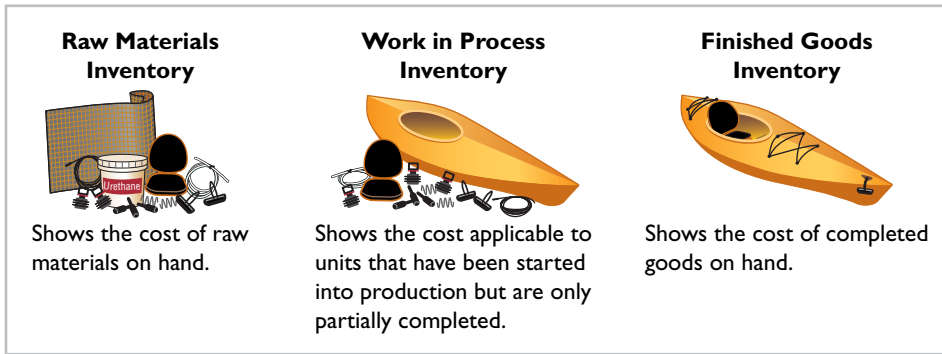 Raw Materials
Inventory
Urethane
Shows the cost of raw
materials on hand.
Work in Process
Inventory
Shows the cost applicable to
units that have been started
into production but are only
partially completed.
Finished Goods
Inventory
Shows the cost of completed
goods on hand.